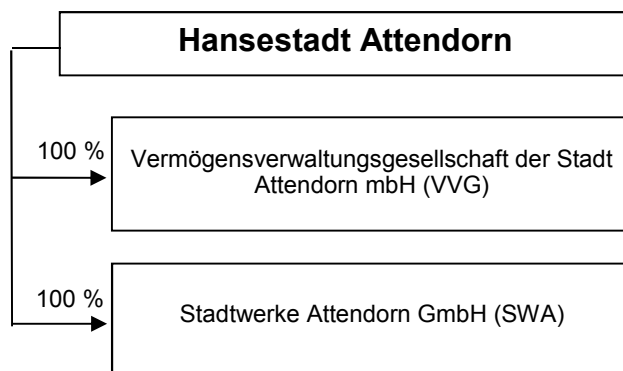 Hansestadt Attendorn
100 %
Vermögensverwaltungsgesellschaft der Stadt
Attendorn mbH (VVG)
100 %
Stadtwerke Attendorn GmbH (SWA)